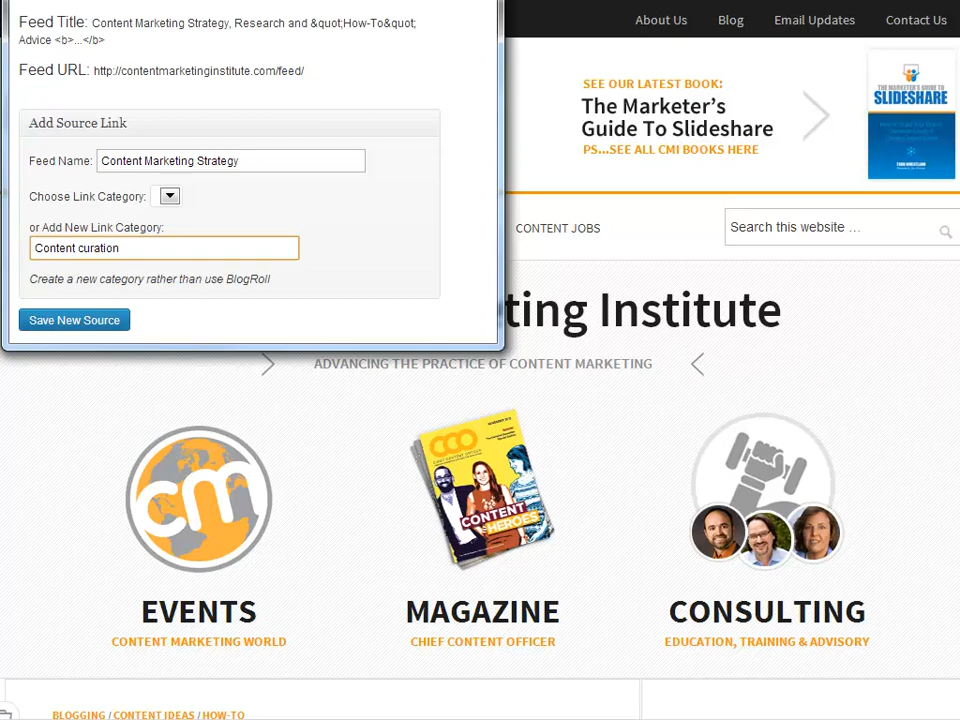 Feed Title: Content Marketing Strategy, Research and &quot;How-To&quot;
Advice <b>...</b>
Feed URL: http://contentmarketinginstitute.com/feed/
Add Source Link
Feed Name: Content Marketing Strategy
Choose Link Category:
or Add New Link Category:
Content curation
Create a new category rather than use BlogRoll
Save New Source
About Us Blog Email Updates Contact Us
SEE OUR LATEST BOOK:
The Marketer's
Guide To Slideshare
PS...SEE ALL CMI BOOKS HERE
THE MARKETER'S GUIDE TO
SLIDESHARE
CONTENT JOBS
Search this website ...
ting Institute
ADVANCING THE PRACTICE OF CONTENT MARKETING
cm
CCO
CONTENT
HEROES
EVENTS
CONTENT MARKETING WORLD
MAGAZINE
CHIEF CONTENT OFFICER
CONSULTING
EDUCATION, TRAINING & ADVISORY
BLOGGING / CONTENT IDEAS / HOW-TO